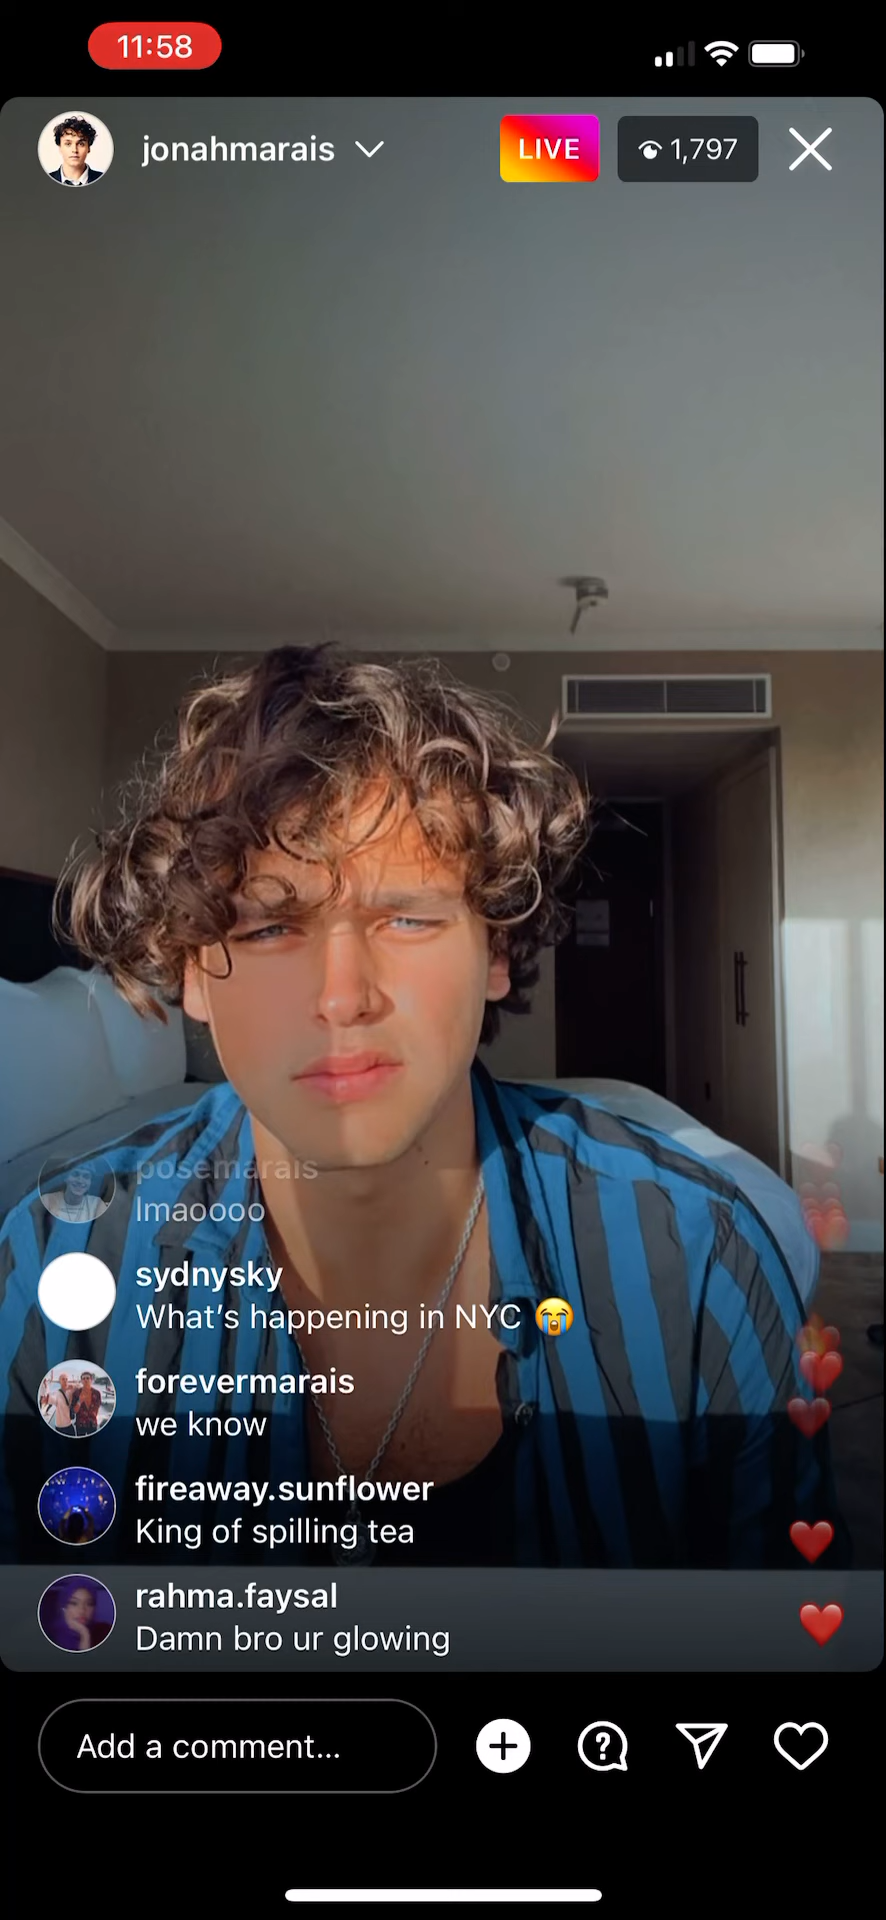 11:58
jonahmarais
LIVE
1,797
posemarais
lmaoooo
sydnysky
What's happening in NYC 😭
forevermarais
we know
fireaway.sunflower
King of spilling tea
rahma.faysal
Damn bro ur glowing
Add a comment...